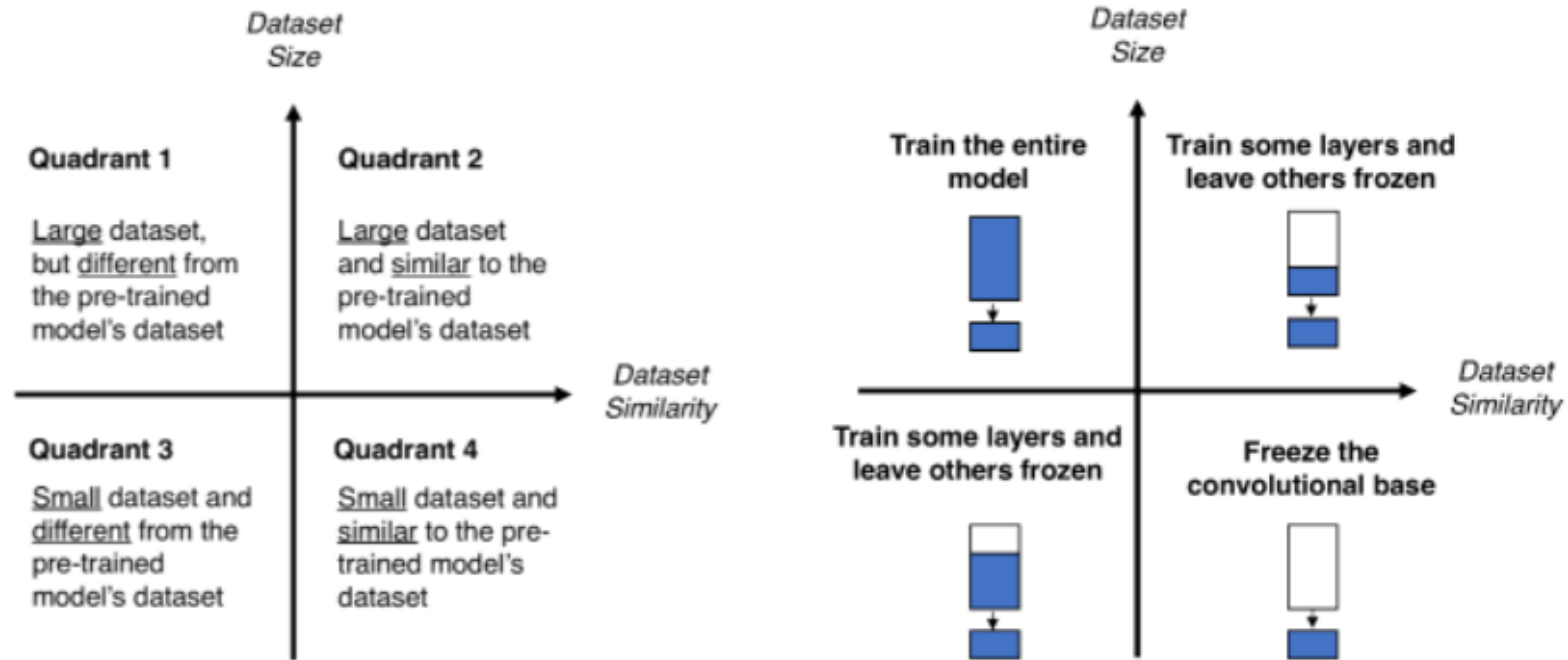 Dataset
Size
Quadrant 1
Large dataset,
but different from
the pre-trained
model's dataset
Quadrant 2
Large dataset
and similar to the
pre-trained
model's dataset
Dataset
Similarity
Quadrant 3
Small dataset and
different from the
pre-trained
model's dataset
Quadrant 4
Small dataset and
similar to the pre-
trained model's
dataset
Dataset
Size
Train the entire
model
Train some layers and
leave others frozen
Dataset
Similarity
Train some layers and
leave others frozen
Freeze the
convolutional base